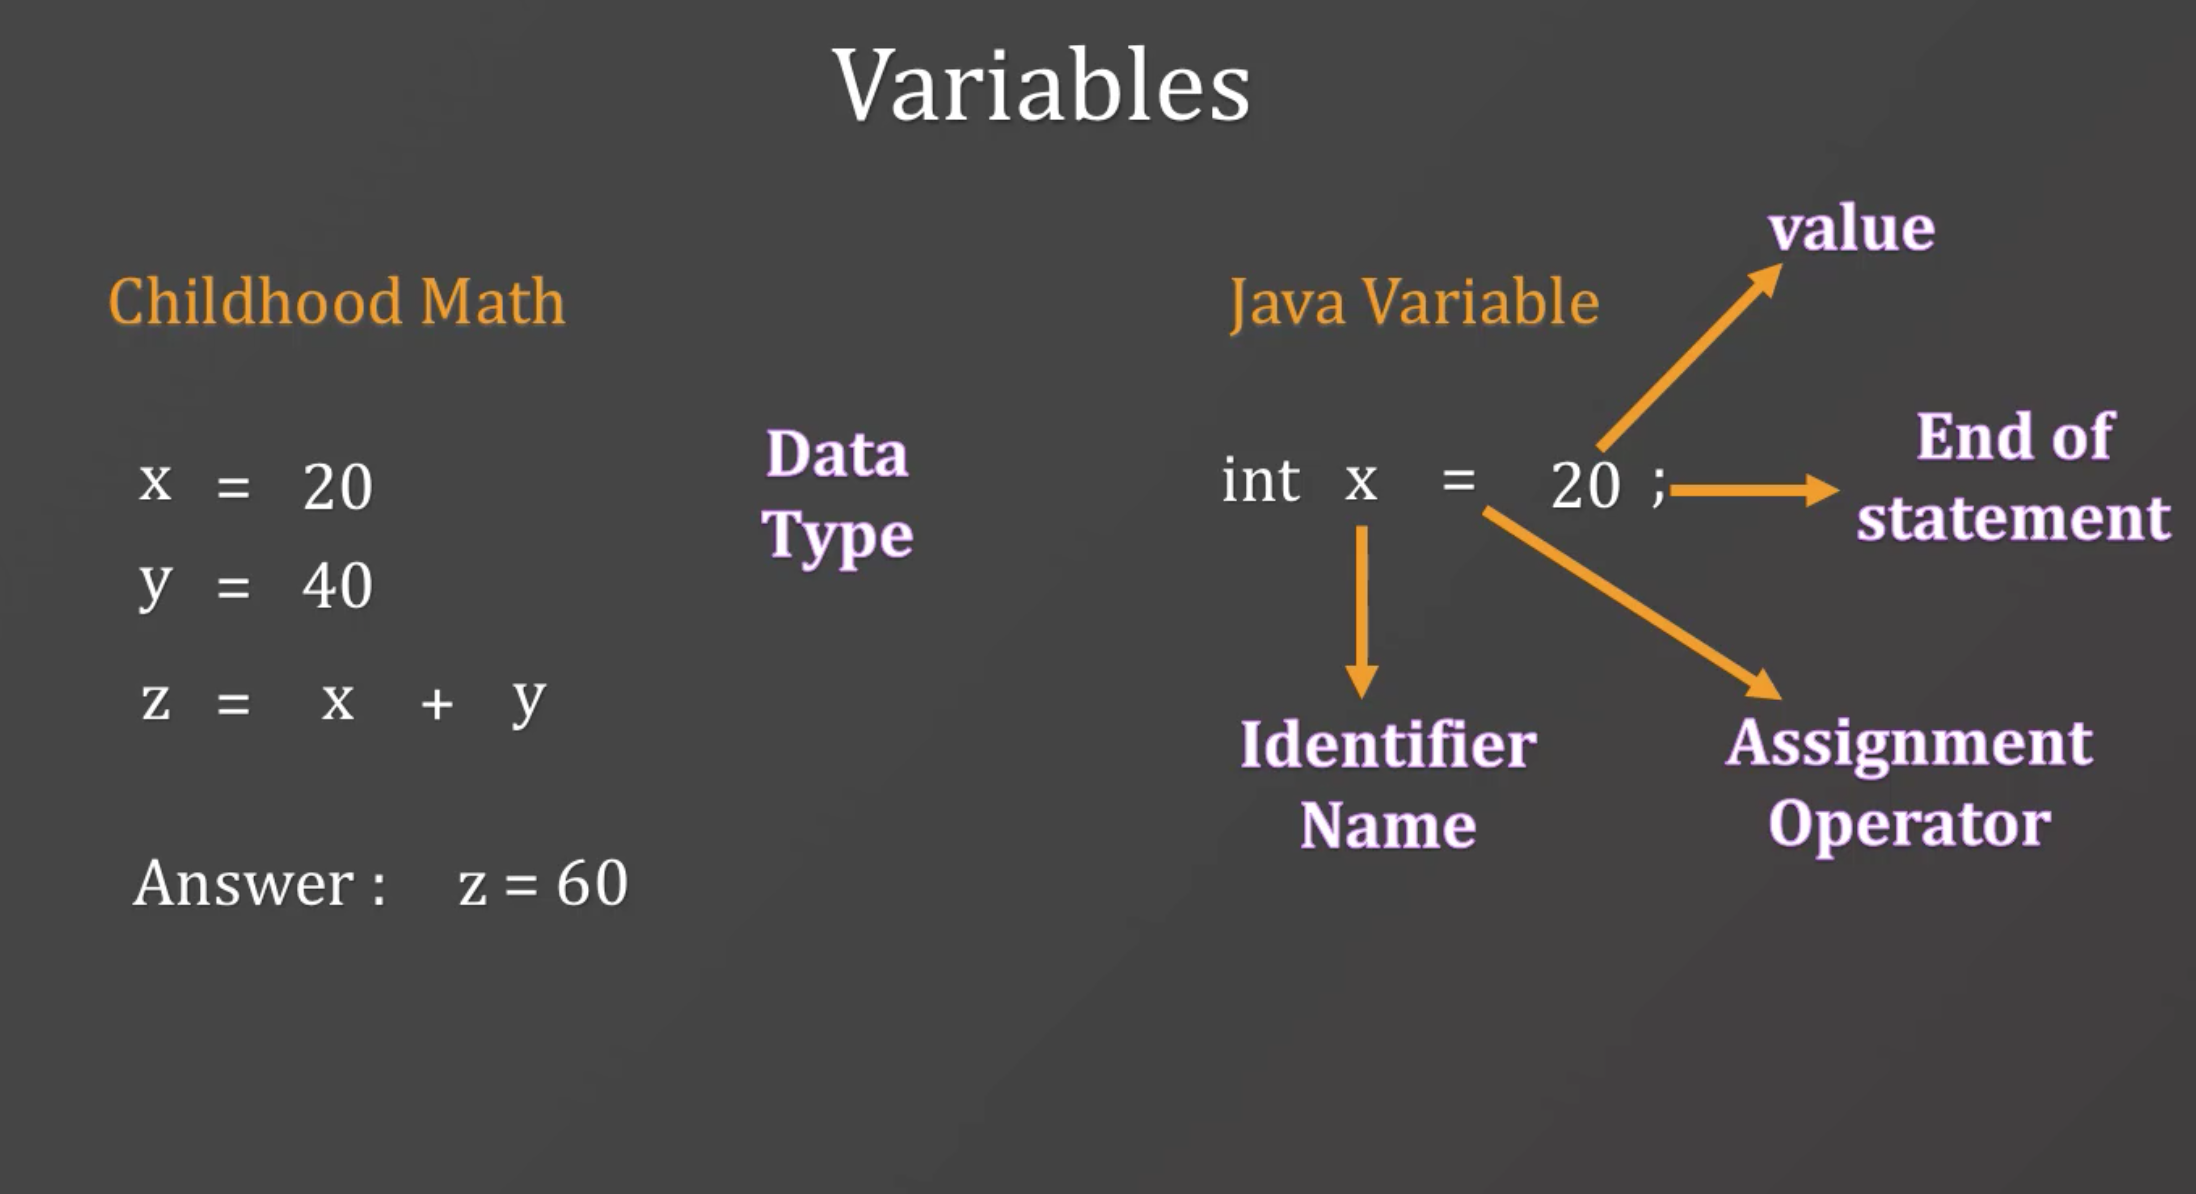 Variables
Childhood Math
x = 20
y = 40
z = x + y
Answer : z = 60
Data
Type
Java Variable
int x = 20 ;
value
End of
statement
Identifier
Name
Assignment
Operator